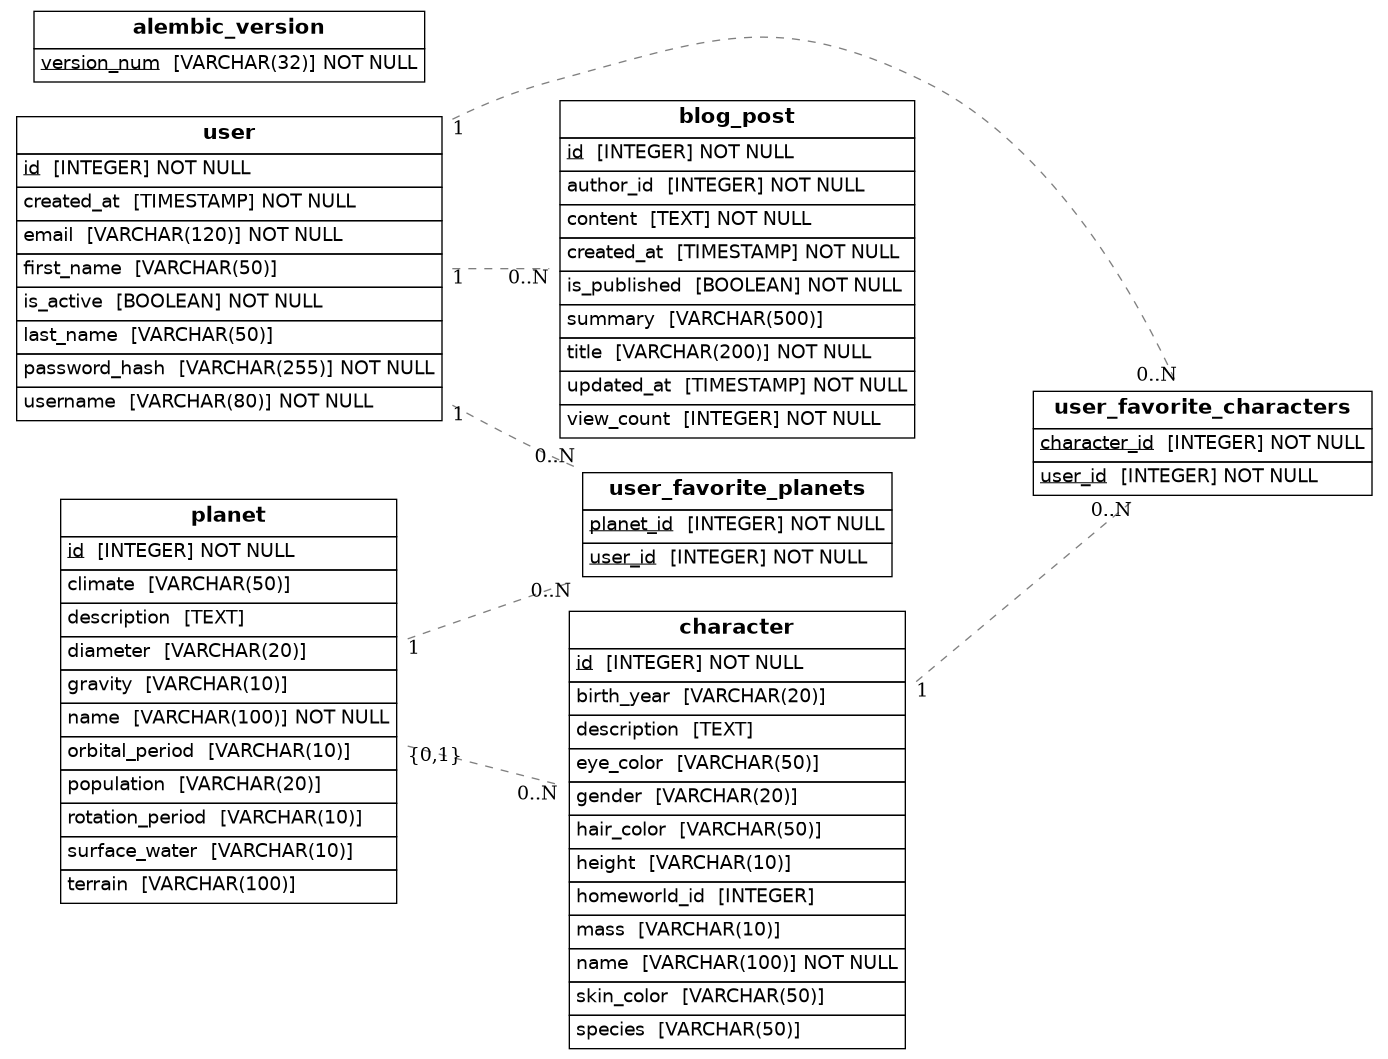 alembic_version
version_num [VARCHAR(32)] NOT NULL
user
id [INTEGER] NOT NULL
created_at [TIMESTAMP] NOT NULL
email [VARCHAR(120)] NOT NULL
first_name [VARCHAR(50)]
is_active [BOOLEAN] NOT NULL
last_name [VARCHAR(50)]
password_hash [VARCHAR(255)] NOT NULL
username [VARCHAR(80)] NOT NULL
1
1
0..N
1
0..N
blog_post
id [INTEGER] NOT NULL
author_id [INTEGER] NOT NULL
content [TEXT] NOT NULL
created_at [TIMESTAMP] NOT NULL
is_published [BOOLEAN] NOT NULL
summary [VARCHAR(500)]
title [VARCHAR(200)] NOT NULL
updated_at [TIMESTAMP] NOT NULL
view_count [INTEGER] NOT NULL
0..N
user_favorite_characters
character_id [INTEGER] NOT NULL
user_id [INTEGER] NOT NULL
0..N
user_favorite_planets
planet_id [INTEGER] NOT NULL
user_id [INTEGER] NOT NULL
planet
id [INTEGER] NOT NULL
climate [VARCHAR(50)]
description [TEXT]
diameter [VARCHAR(20)]
gravity [VARCHAR(10)]
name [VARCHAR(100)] NOT NULL
orbital_period [VARCHAR(10)]
population [VARCHAR(20)]
rotation_period [VARCHAR(10)]
surface_water [VARCHAR(10)]
terrain [VARCHAR(100)]
0..N
1
{0,1}
0..N
character
id [INTEGER] NOT NULL
birth_year [VARCHAR(20)]
description [TEXT]
eye_color [VARCHAR(50)]
gender [VARCHAR(20)]
hair_color [VARCHAR(50)]
height [VARCHAR(10)]
homeworld_id [INTEGER]
mass [VARCHAR(10)]
name [VARCHAR(100)] NOT NULL
skin_color [VARCHAR(50)]
species [VARCHAR(50)]
1